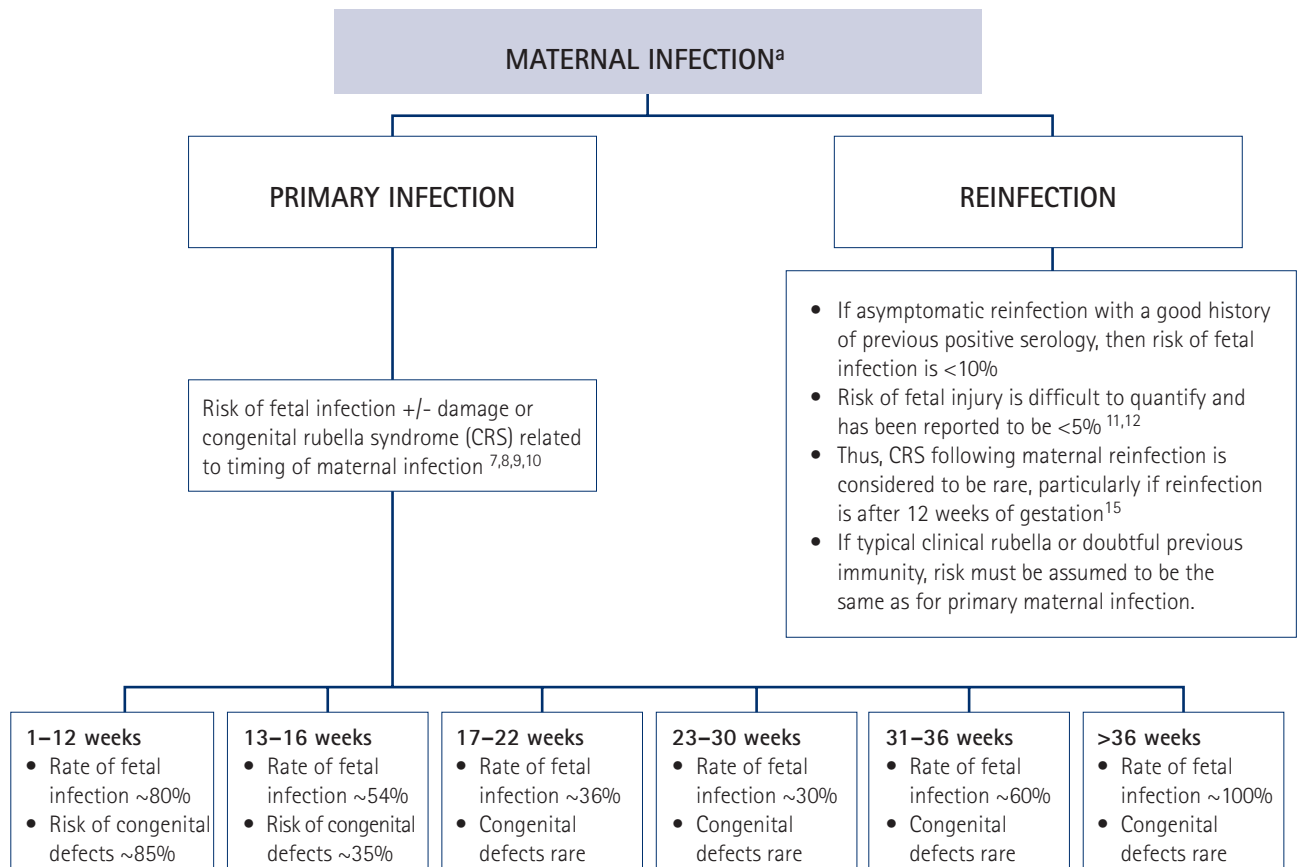 MATERNAL INFECTIONᵃ
PRIMARY INFECTION
REINFECTION
Risk of fetal infection +/- damage or
congenital rubella syndrome (CRS) related
to timing of maternal infection ⁷,⁸,⁹,¹⁰
• If asymptomatic reinfection with a good history
of previous positive serology, then risk of fetal
infection is <10%
• Risk of fetal injury is difficult to quantify and
has been reported to be <5% ¹¹,¹²
• Thus, CRS following maternal reinfection is
considered to be rare, particularly if reinfection
is after 12 weeks of gestation¹⁵
• If typical clinical rubella or doubtful previous
immunity, risk must be assumed to be the
same as for primary maternal infection.
1–12 weeks
• Rate of fetal
infection ~80%
• Risk of congenital
defects ~85%
13–16 weeks
• Rate of fetal
infection ~54%
• Risk of congenital
defects ~35%
17–22 weeks
• Rate of fetal
infection ~36%
• Congenital
defects rare
23–30 weeks
• Rate of fetal
infection ~30%
• Congenital
defects rare
31–36 weeks
• Rate of fetal
infection ~60%
• Congenital
defects rare
>36 weeks
• Rate of fetal
infection ~100%
• Congenital
defects rare